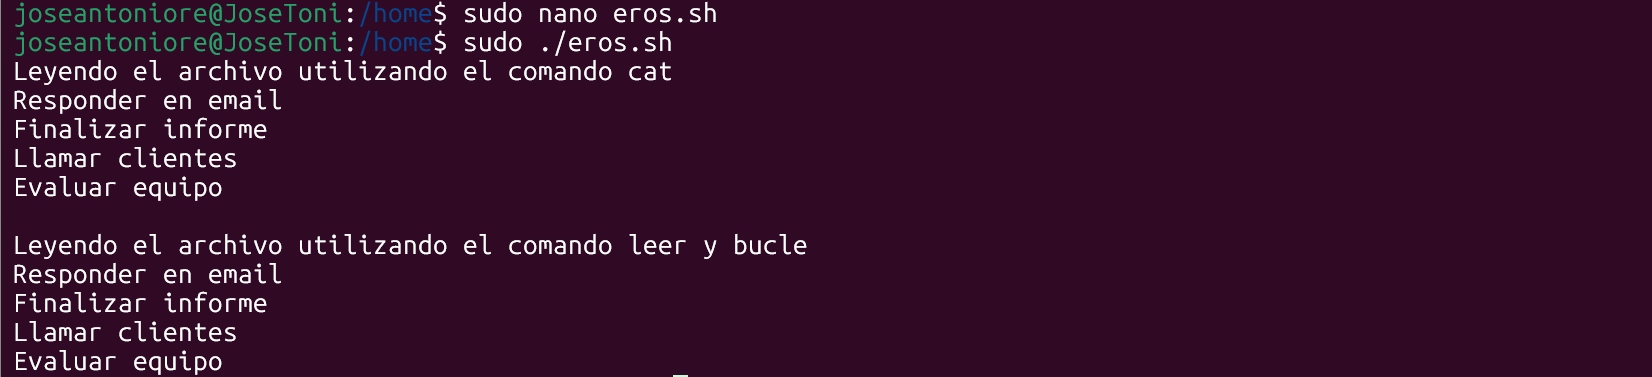 joseantoniore@JoseToni:/home$ sudo nano eros.sh
joseantoniore@JoseToni:/home$ sudo ./eros.sh
Leyendo el archivo utilizando el comando cat
Responder en email
Finalizar informe
Llamar clientes
Evaluar equipo

Leyendo el archivo utilizando el comando leer y bucle
Responder en email
Finalizar informe
Llamar clientes
Evaluar equipo